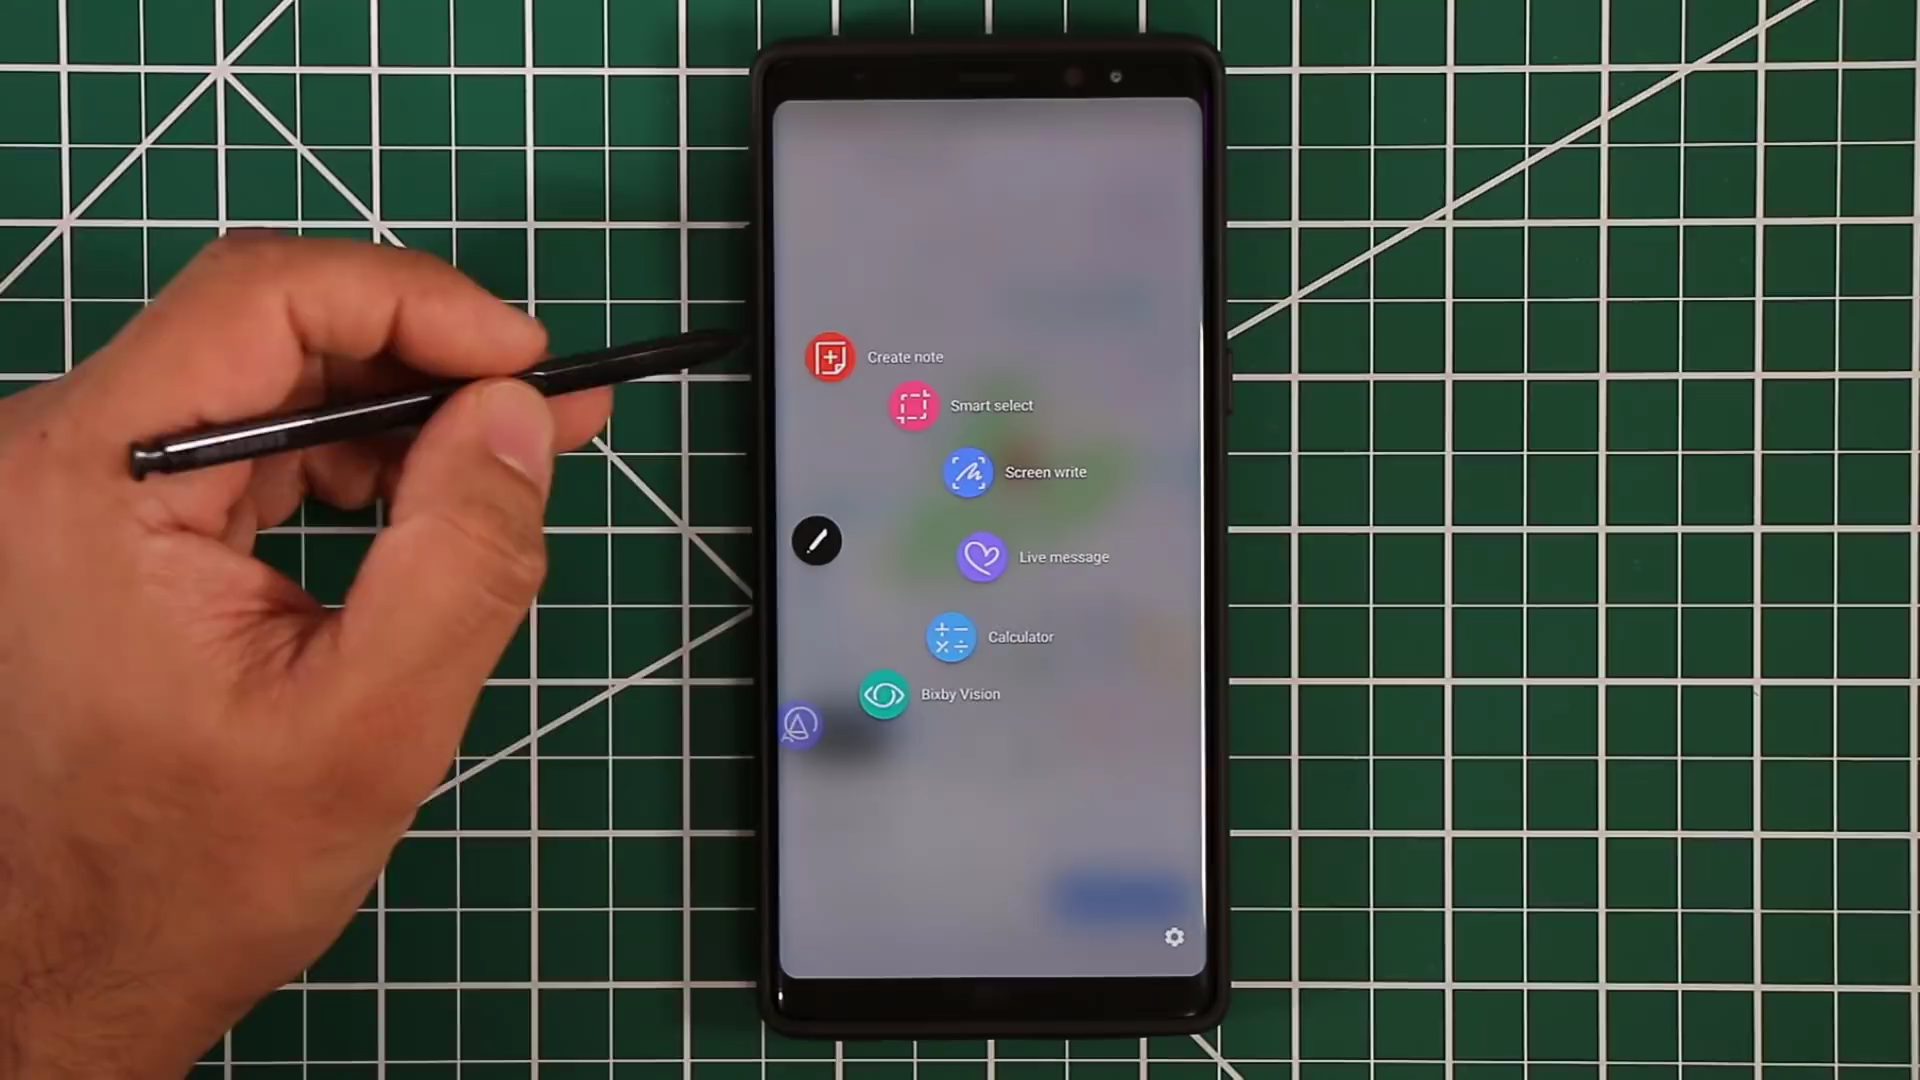 Create note
Smart select
Screen write
Live message
Calculator
Bixby Vision